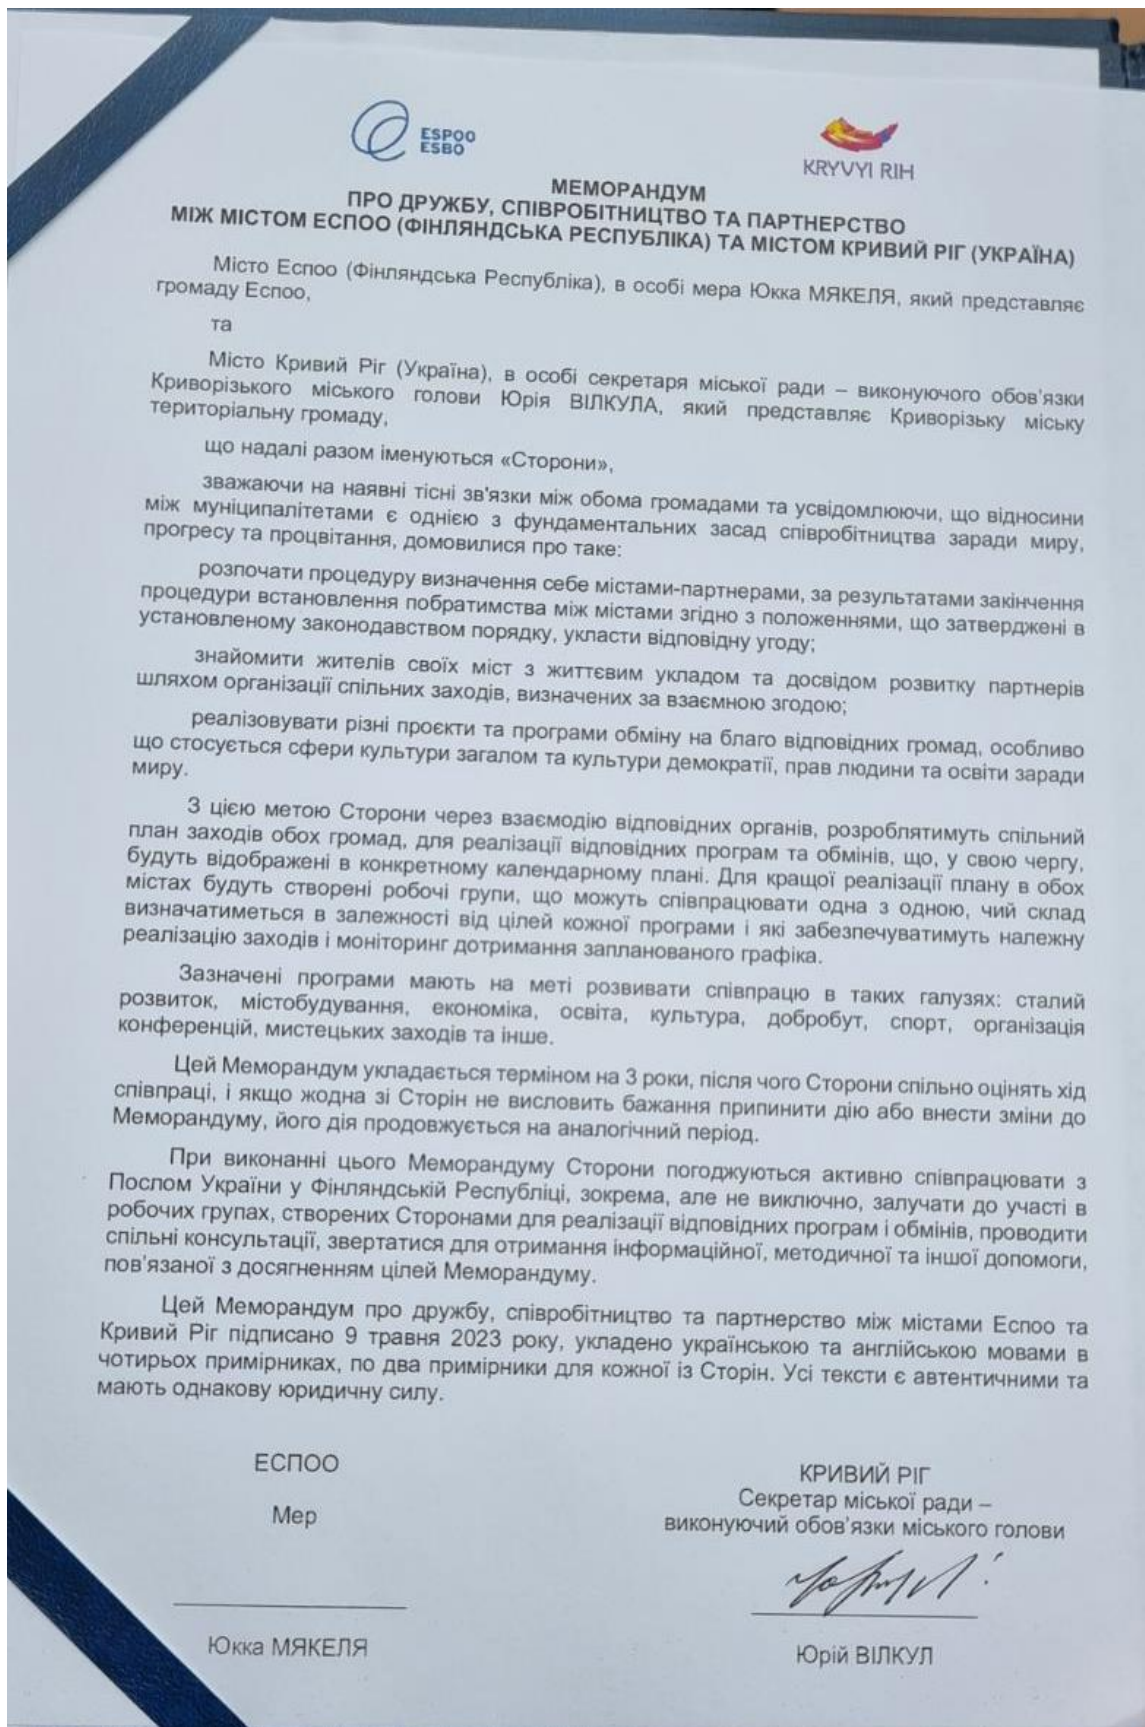 ESPOO
ESBO
KRYVYI RIH
МЕМОРАНДУМ
ПРО ДРУЖБУ, СПІВРОБІТНИЦТВО ТА ПАРТНЕРСТВО
МІЖ МІСТОМ ЕСПОО (ФІНЛЯНДСЬКА РЕСПУБЛІКА) ТА МІСТОМ КРИВИЙ РІГ (УКРАЇНА)
Місто Еспоо (Фінляндська Республіка), в особі мера Юкка МЯКЕЛЯ, який представляє
громаду Еспоо,
та
Місто Кривий Ріг (Україна), в особі секретаря міської ради – виконуючого обов'язки
Криворізького міського голови Юрія ВІЛКУЛА, який представляє Криворізьку міську
територіальну громаду,
що надалі разом іменуються «Сторони»,
зважаючи на наявні тісні зв'язки між обома громадами та усвідомлюючи, що відносини
між муніципалітетами є однією з фундаментальних засад співробітництва заради миру,
прогресу та процвітання, домовилися про таке:
розпочати процедуру визначення себе містами-партнерами, за результатами закінчення
процедури встановлення побратимства між містами згідно з положеннями, що затверджені в
установленому законодавством порядку, укласти відповідну угоду;
знайомити жителів своїх міст з життєвим укладом та досвідом розвитку партнерів
шляхом організації спільних заходів, визначених за взаємною згодою;
реалізовувати різні проєкти та програми обміну на благо відповідних громад, особливо
що стосується сфери культури загалом та культури демократії, прав людини та освіти заради
миру.
З цією метою Сторони через взаємодію відповідних органів, розроблятимуть спільний
план заходів обох громад, для реалізації відповідних програм та обмінів, що, у свою чергу,
будуть відображені в конкретному календарному плані. Для кращої реалізації плану в обох
містах будуть створені робочі групи, що можуть співпрацювати одна з одною, чий склад
визначатиметься в залежності від цілей кожної програми і які забезпечуватимуть належну
реалізацію заходів і моніторинг дотримання запланованого графіка.
Зазначені програми мають на меті розвивати співпрацю в таких галузях: сталий
розвиток, містобудування, економіка, освіта, культура, добробут, спорт, організація
конференцій, мистецьких заходів та інше.
Цей Меморандум укладається терміном на 3 роки, після чого Сторони спільно оцінять хід
співпраці, і якщо жодна зі Сторін не висловить бажання припинити дію або внести зміни до
Меморандуму, його дія продовжується на аналогічний період.
При виконанні цього Меморандуму Сторони погоджуються активно співпрацювати з
Послом України у Фінляндській Республіці, зокрема, але не виключно, залучати до участі в
робочих групах, створених Сторонами для реалізації відповідних програм і обмінів, проводити
спільні консультації, звертатися для отримання інформаційної, методичної та іншої допомоги,
пов'язаної з досягненням цілей Меморандуму.
Цей Меморандум про дружбу, співробітництво та партнерство між містами Еспоо та
Кривий Ріг підписано 9 травня 2023 року, укладено українською та англійською мовами в
чотирьох примірниках, по два примірники для кожної із Сторін. Усі тексти є автентичними та
мають однакову юридичну силу.
ЕСПОО
Мер
Юкка МЯКЕЛЯ
КРИВИЙ РІГ
Секретар міської ради –
виконуючий обов'язки міського голови
Юрій ВІЛКУЛ